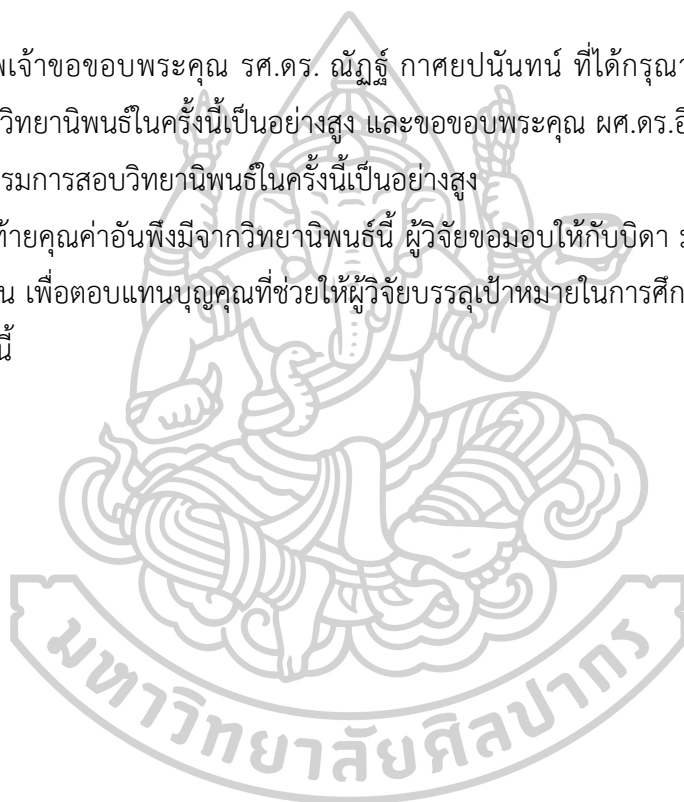 พเจ้าขอขอบพระคุณ รศ.ดร. ณัฏฐ์ กาศยปนันทน์ ที่ได้กรุณา
วิทยานิพนธ์ในครั้งนี้เป็นอย่างสูง และขอขอบพระคุณ ผศ.ดร.อิ
รมการสอบวิทยานิพนธ์ในครั้งนี้เป็นอย่างสูง
ท้ายคุณค่าอันพึงมีจากวิทยานิพนธ์นี้ ผู้วิจัยขอมอบให้กับบิดา
น เพื่อตอบแทนบุญคุณที่ช่วยให้ผู้วิจัยบรรลุเป้าหมายในการศึก
นี้
มหาวิทยาลัยศิลปากร